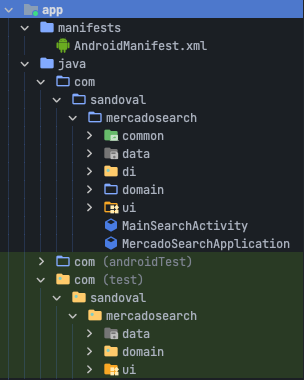 app
manifests
AndroidManifest.xml
java
com
sandoval
mercadosearch
common
data
di
domain
ui
MainSearchActivity
MercadoSearchApplication
com (androidTest)
com (test)
sandoval
mercadosearch
data
domain
ui